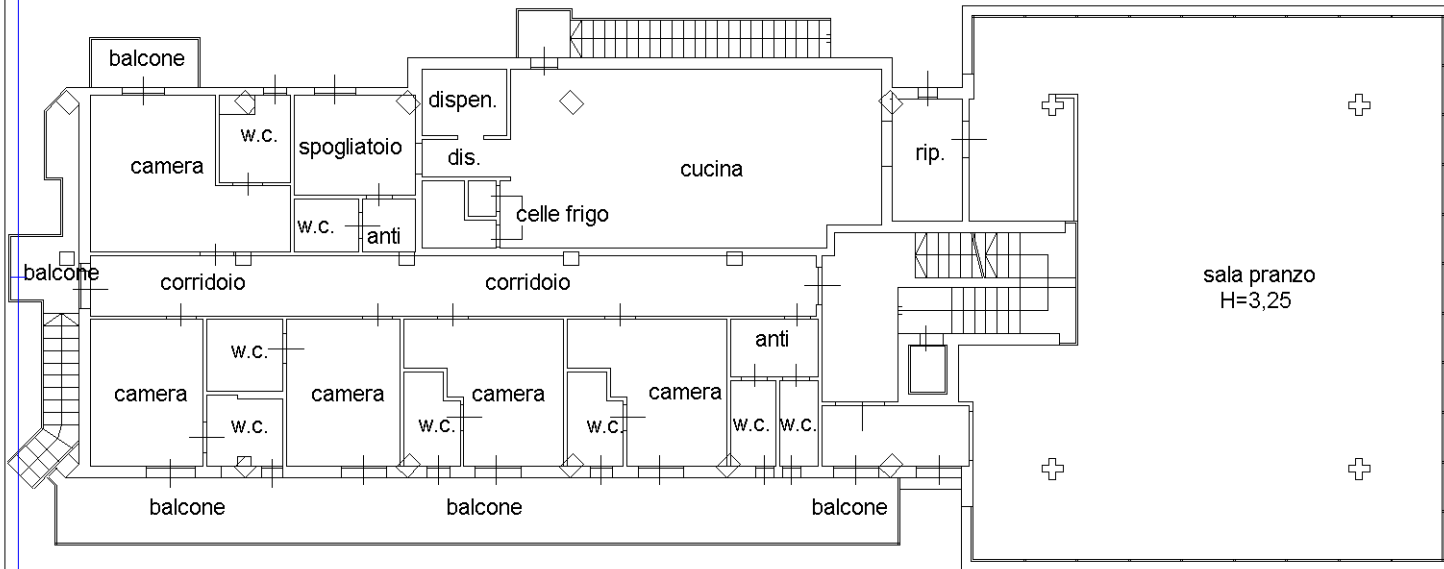 balcone
dispen.
w.c.
spogliatoio
camera
dis.
cucina
rip.
w.c.
anti
celle frigo
balcone
corridoio
corridoio
sala pranzo
H=3,25
w.c.
anti
camera
camera
camera
camera
w.c.
w.c.
w.c.
w.c.
w.c.
balcone
balcone
balcone